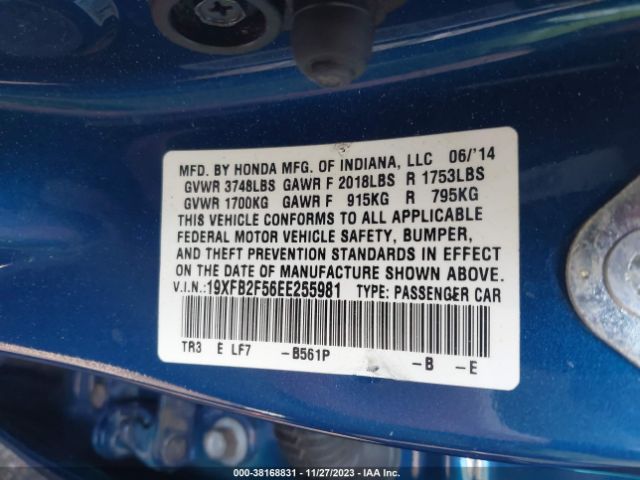 MFD. BY HONDA MFG. OF INDIANA, LLC 06/'14
GVWR 3748LBS GAWR F 2018LBS R 1753LBS
GVWR 1700KG GAWR F 915KG R 795KG
THIS VEHICLE CONFORMS TO ALL APPLICABLE
FEDERAL MOTOR VEHICLE SAFETY, BUMPER,
AND THEFT PREVENTION STANDARDS IN EFFECT
ON THE DATE OF MANUFACTURE SHOWN ABOVE.
V.I.N.: 19XFB2F56EE255981 TYPE: PASSENGER CAR
TR3 E LF7 -B561P -B -E
000-38168831 - 11/27/2023 - IAA Inc.